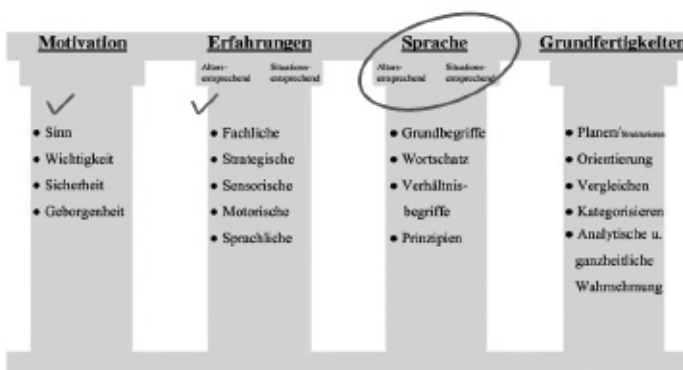 Motivation
Sinn
Wichtigkeit
Sicherheit
Geborgenheit
Erfahrungen
Alters- Situations-
entsprechend entsprechend
Fachliche
Strategische
Sensorische
Motorische
Sprachliche
Sprache
Alters- Situations-
entsprechend entsprechend
Grundbegriffe
Wortschatz
Verhältnis-
begriffe
Prinzipien
Grundfertigkeiten
Planen/Strukturieren
Orientierung
Vergleichen
Kategorisieren
Analytische u.
ganzheitliche
Wahrnehmung